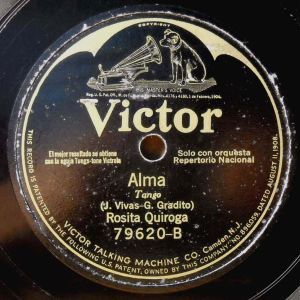 COPYRIGHT
"HIS MASTER'S VOICE"
Victor
El mejor resultado se obtiene
con la aguja Tungs-tone Victrola
Solo con orquesta
Repertorio Nacional
Alma
Tango
(J. Vivas-G. Gradito)
Rosita Quiroga
79620-B
VICTOR TALKING MACHINE CO. Camden, N.J.
THIS RECORD IS PATENTED BY THE FOLLOWING U.S. PATENT, OWNED BY THIS COMPANY: No. 896059, DATED AUGUST 11, 1908.